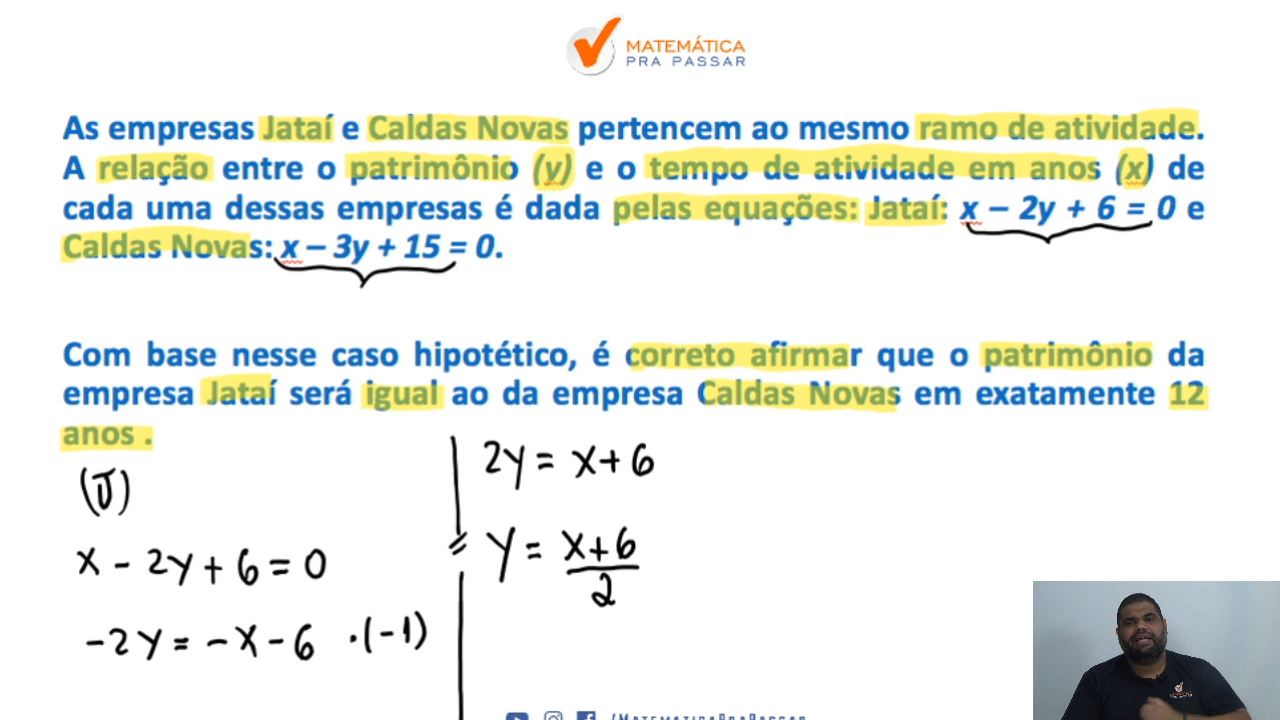 MATEMÁTICA
PRA PASSAR
As empresas Jataí e Caldas Novas pertencem ao mesmo ramo de atividade.
A relação entre o patrimônio (y) e o tempo de atividade em anos (x) de
cada uma dessas empresas é dada pelas equações: Jataí: x – 2y + 6 = 0 e
Caldas Novas: x – 3y + 15 = 0.
Com base nesse caso hipotético, é correto afirmar que o patrimônio da
empresa Jataí será igual ao da empresa Caldas Novas em exatamente 12
anos .
(J)
x - 2y + 6 = 0
-2y = -x - 6 .(-1)
2y = x + 6
y = x + 6
2
/MATEMATICAPRAPASSAR